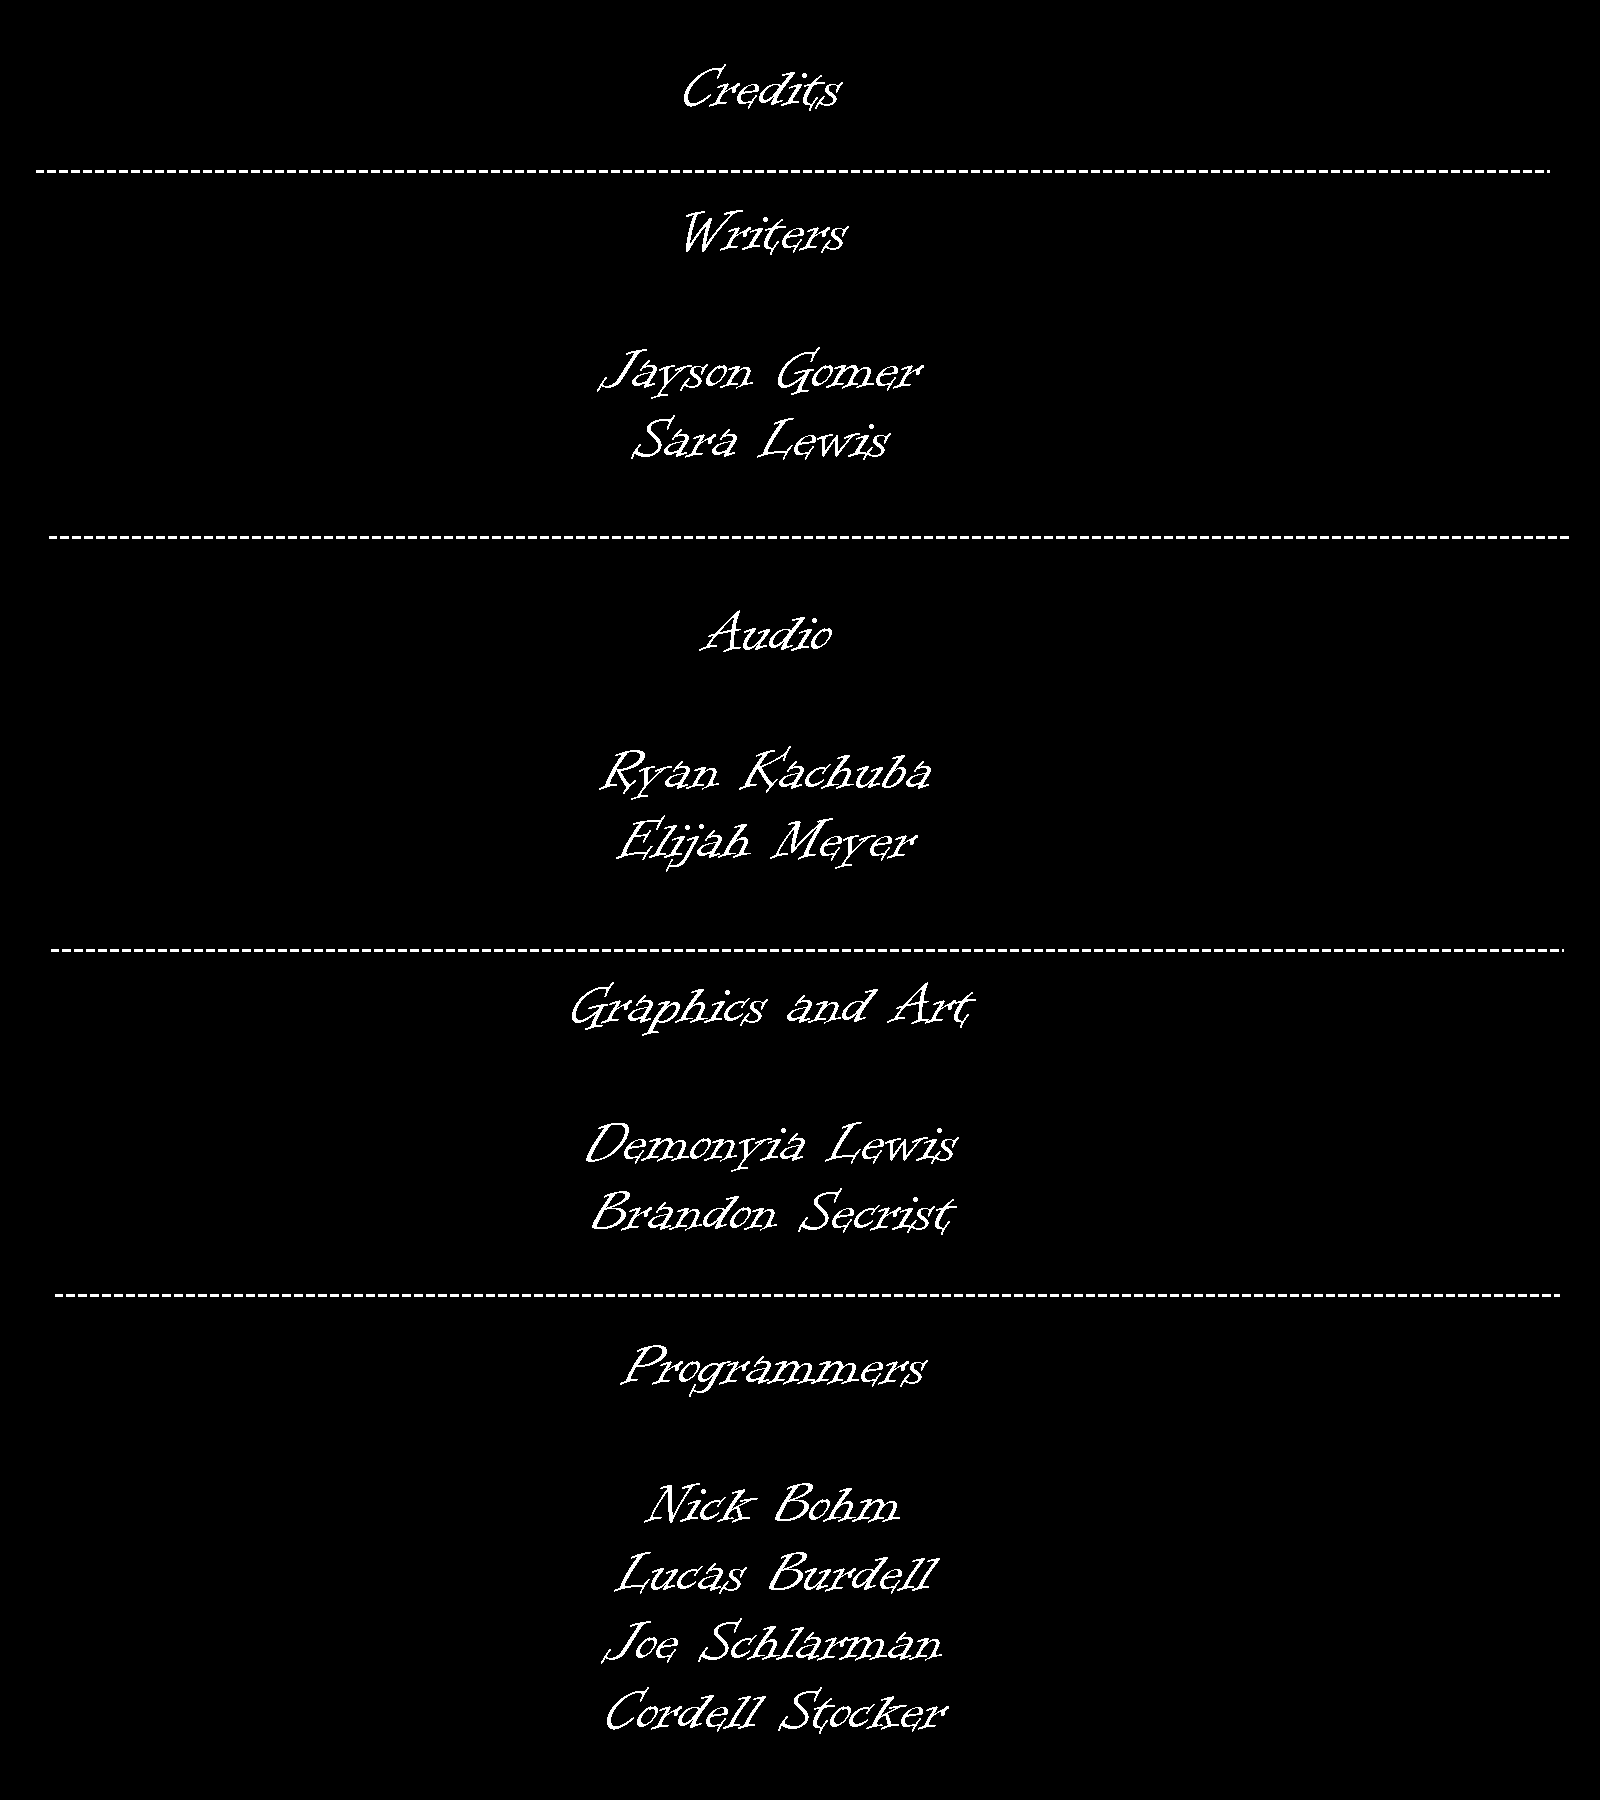 Credits
Writers
Jayson Gomer
Sara Lewis
Audio
Ryan Kachuba
Elijah Meyer
Graphics and Art
Demonyia Lewis
Brandon Secrist
Programmers
Nick Bohm
Lucas Burdell
Joe Schlarman
Cordell Stocker